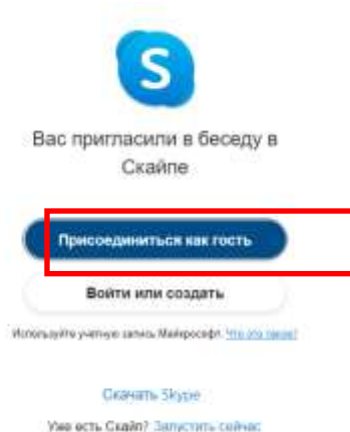 S
Вас пригласили в беседу в
Скайпе
Присоединиться как гость
Войти или создать
Используйте учетную запись Майкрософт. Что это такое?
Скачать Skype
Уже есть Скайп? Запустить сейчас